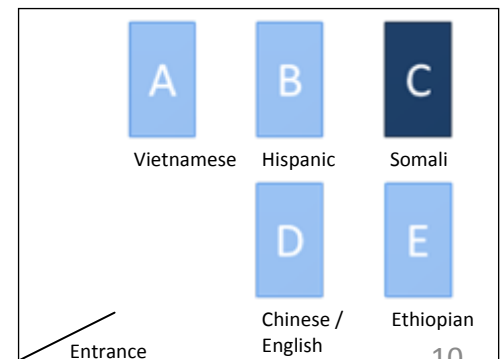 A B C
Vietnamese Hispanic Somali
D E
Chinese / Ethiopian
English
Entrance
10